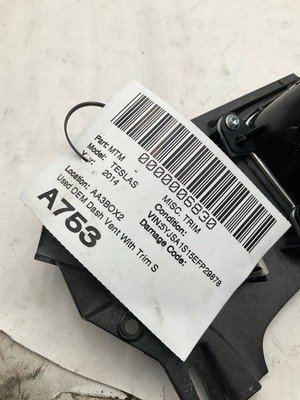 0000006830
Part: MTM
MISC. TRIM
Model: TESLAS
Condition:
Year: 2014
VIN:5YJSA1S15EFP29878
Damage Code:
Location: AA3BOX2
Used OEM Dash Vent With Trim S
A753